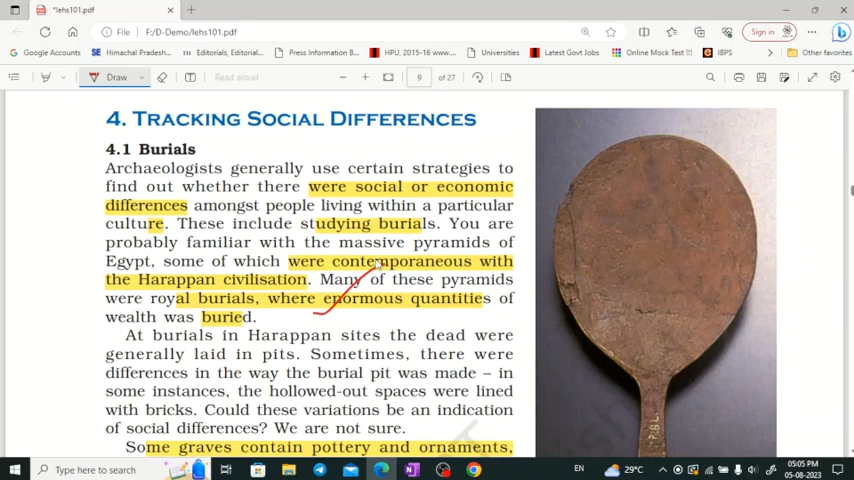 *lehs101.pdf
File
F:/D-Demo/lehs101.pdf
Sign in
Google Accounts
Himachal Pradesh...
Editorials, Editorial...
Press Information B...
HPU, 2015-16 www....
Universities
Latest Govt Jobs
Online Mock Test !!!
IBPS
Other favorites
Draw
Read aloud
9
of 27
4. TRACKING SOCIAL DIFFERENCES
4.1 Burials
Archaeologists generally use certain strategies to
find out whether there were social or economic
differences amongst people living within a particular
culture. These include studying burials. You are
probably familiar with the massive pyramids of
Egypt, some of which were contemporaneous with
the Harappan civilisation. Many of these pyramids
were royal burials, where enormous quantities of
wealth was buried.
At burials in Harappan sites the dead were
generally laid in pits. Sometimes, there were
differences in the way the burial pit was made – in
some instances, the hollowed-out spaces were lined
with bricks. Could these variations be an indication
of social differences? We are not sure.
Some graves contain pottery and ornaments,
Type here to search
29°C
EN
05:05 PM
05-08-2023